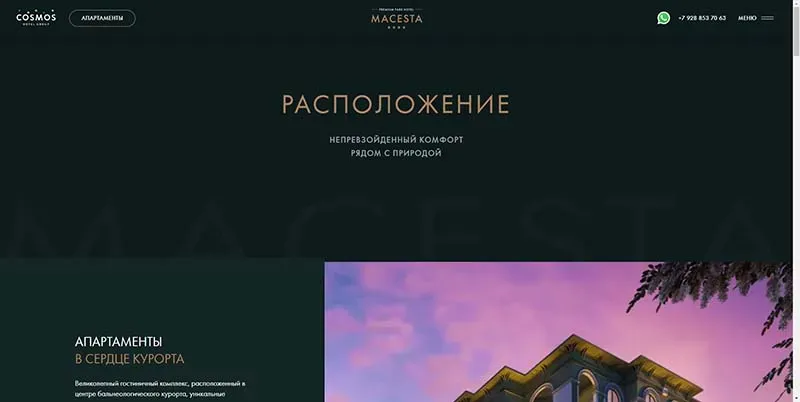 COSMOS
HOTEL GROUP
АПАРТАМЕНТЫ
PREMIUM PARK HOTEL
MACESTA
+7 928 853 70 63
МЕНЮ
РАСПОЛОЖЕНИЕ
НЕПРЕВЗОЙДЕННЫЙ КОМФОРТ
РЯДОМ С ПРИРОДОЙ
MACESTA
АПАРТАМЕНТЫ
В СЕРДЦЕ КУРОРТА
Великолепный гостиничный комплекс, расположенный в
центре бальнеологического курорта, уникальные